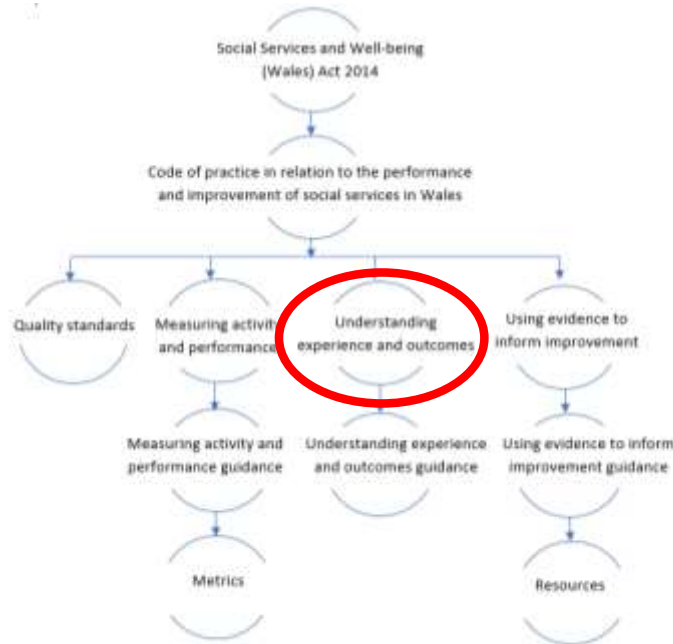 Social Services and Well-being
(Wales) Act 2014
Code of practice in relation to the performance
and improvement of social services in Wales
Quality standards
Measuring activity
and performance
Understanding
experience and outcomes
Using evidence to
inform improvement
Measuring activity and
performance guidance
Understanding experience
and outcomes guidance
Using evidence to inform
improvement guidance
Metrics
Resources